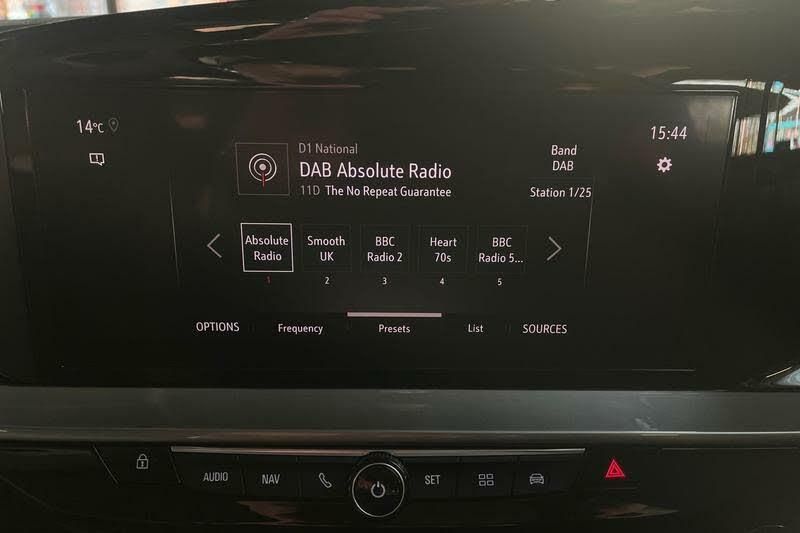 14°C
15:44
D1 National
DAB Absolute Radio
11D The No Repeat Guarantee
Band
DAB
Station 1/25
Absolute
Radio
1
Smooth
UK
2
BBC
Radio 2
3
Heart
70s
4
BBC
Radio 5...
5
OPTIONS
Frequency
Presets
List
SOURCES
AUDIO
NAV
SET